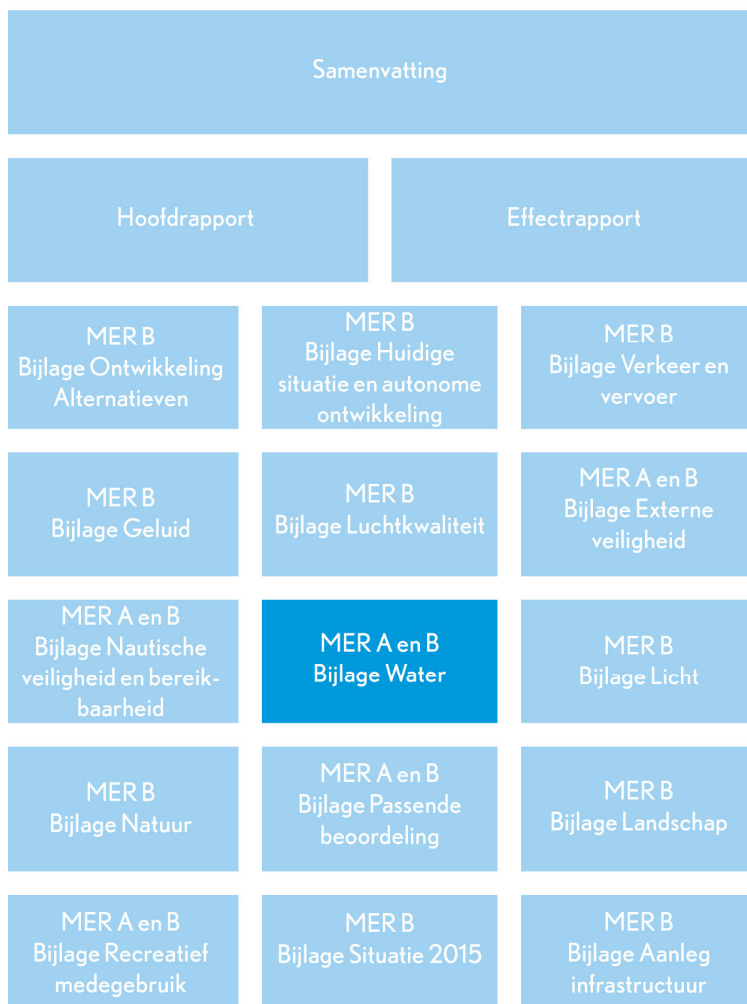 Samenvatting
Hoofdrapport
Effectrapport
MER B
Bijlage Ontwikkeling
Alternatieven
MER B
Bijlage Huidige
situatie en autonome
ontwikkeling
MER B
Bijlage Verkeer en
vervoer
MER B
Bijlage Geluid
MER B
Bijlage Luchtkwaliteit
MER A en B
Bijlage Externe
veiligheid
MER A en B
Bijlage Nautische
veiligheid en bereik-
baarheid
MER A en B
Bijlage Water
MER B
Bijlage Licht
MER B
Bijlage Natuur
MER A en B
Bijlage Passende
beoordeling
MER B
Bijlage Landschap
MER A en B
Bijlage Recreatief
medegebruik
MER B
Bijlage Situatie 2015
MER B
Bijlage Aanleg
infrastructuur